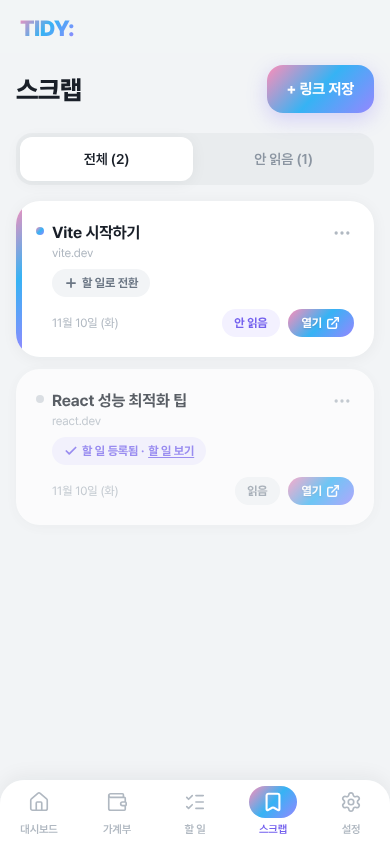 TIDY:
스크랩
+ 링크 저장
전체 (2)
안 읽음 (1)
Vite 시작하기
vite.dev
+ 할 일로 전환
11월 10일 (화)
안 읽음
열기
React 성능 최적화 팁
react.dev
할 일 등록됨 · 할 일 보기
11월 10일 (화)
읽음
열기
대시보드
가계부
할 일
스크랩
설정